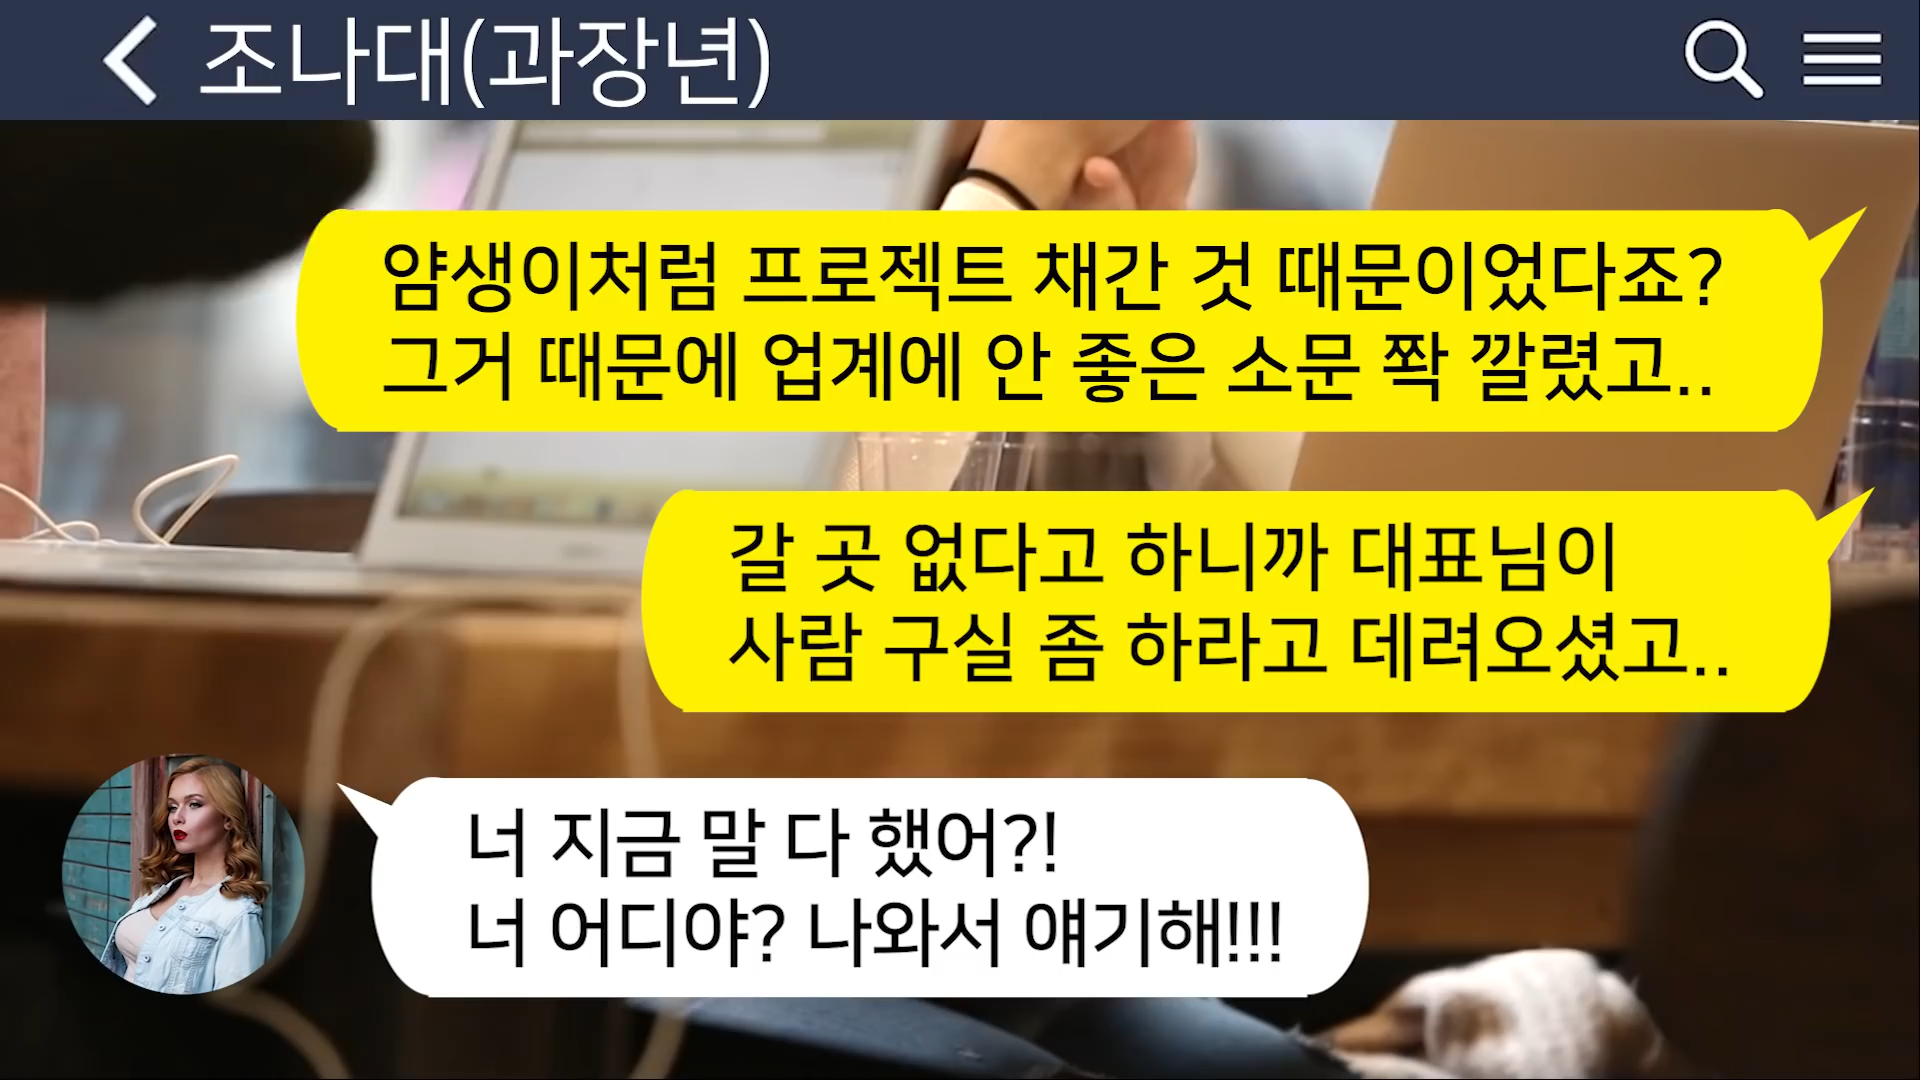 조나대(과장년)
얌생이처럼 프로젝트 채간 것 때문이었다죠?
그거 때문에 업계에 안 좋은 소문 쫙 깔렸고..
갈 곳 없다고 하니까 대표님이
사람 구실 좀 하라고 데려오셨고..
너 지금 말 다 했어?!
너 어디야? 나와서 얘기해!!!